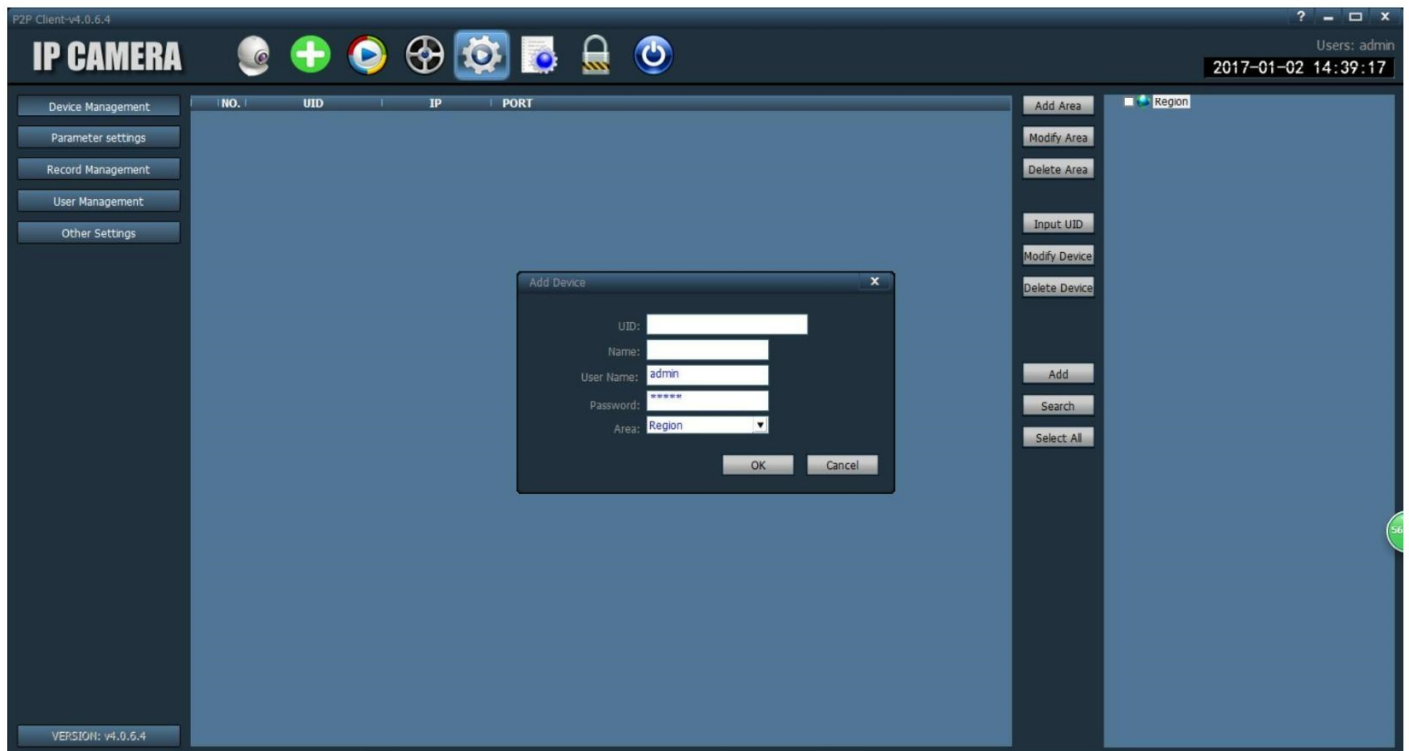 P2P Client-v4.0.6.4
IP CAMERA
Users: admin
2017-01-02 14:39:17
Device Management
Parameter settings
Record Management
User Management
Other Settings
NO. UID IP PORT
Add Area
Modify Area
Delete Area
Input UID
Modify Device
Delete Device
Add
Search
Select All
Region
Add Device
UID:
Name:
User Name: admin
Password: *****
Area: Region
OK Cancel
56
VERSION: v4.0.6.4